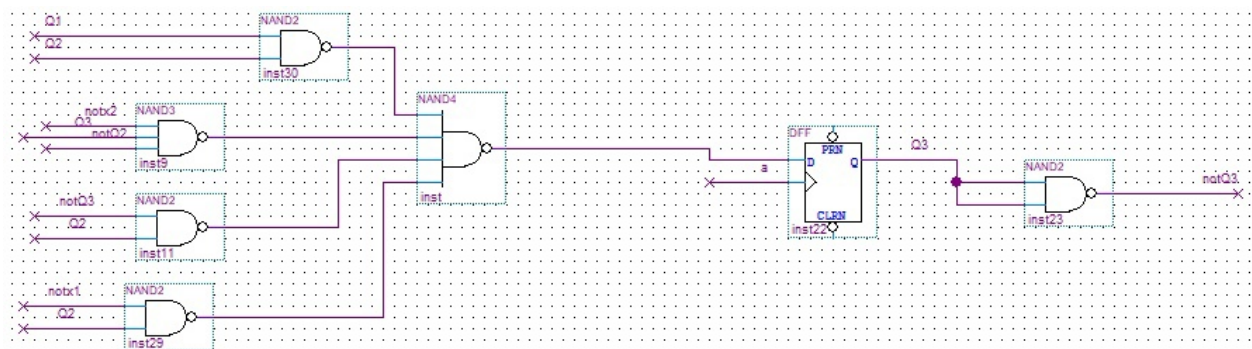 Q1
NAND2
Q2
inst30
NAND4
notx2
NAND3
Q3
notQ2
inst9
inst
DFF
PRN
D
Q
a
CLRN
inst22
Q3
NAND2
notQ3
inst23
notQ3
NAND2
Q2
inst11
notx1
NAND2
Q2
inst29